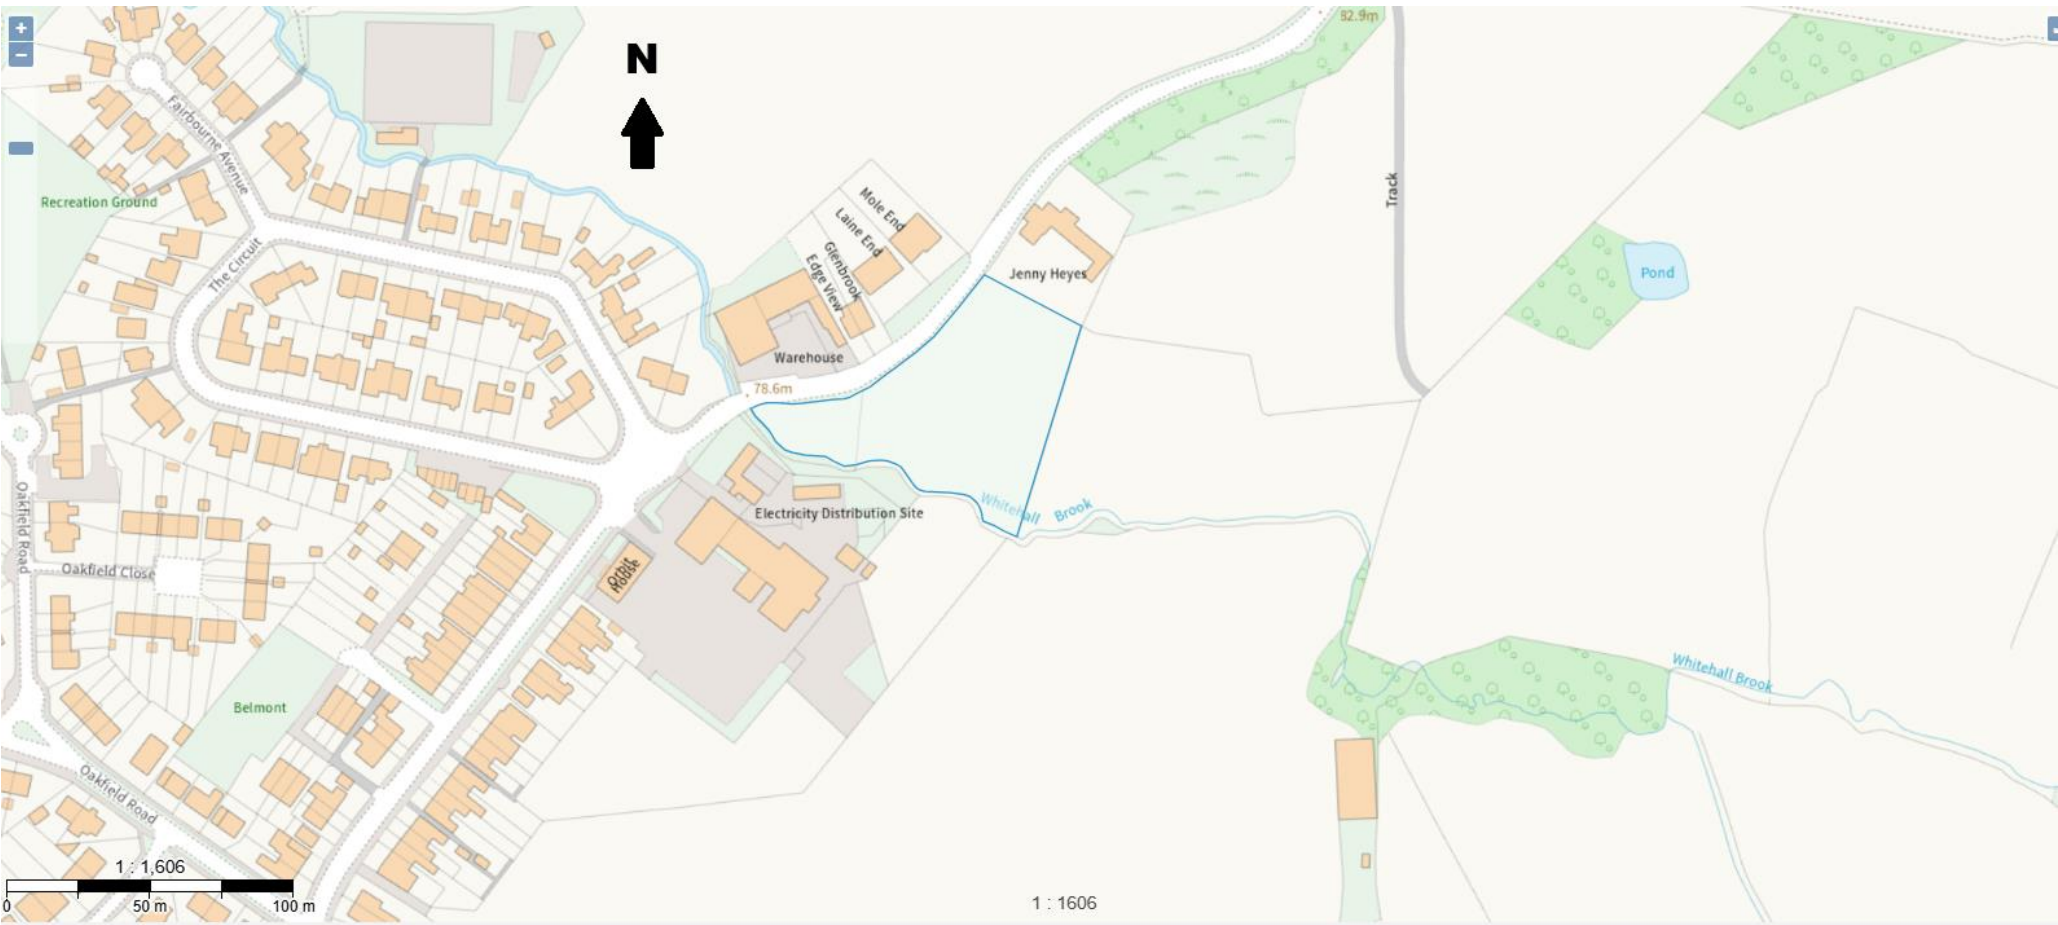 +
−
82.9m
N
Fairbourne Avenue
Recreation Ground
The Circuit
Mole End
Laine End
Glenbrook
Edge View
Jenny Heyes
Track
Pond
Warehouse
78.6m
Oakfield Road
Whitehall Brook
Electricity Distribution Site
Orbit
House
Oakfield Close
Belmont
Whitehall Brook
Oakfield Road
1 : 1,606
0
50 m
100 m
1 : 1606